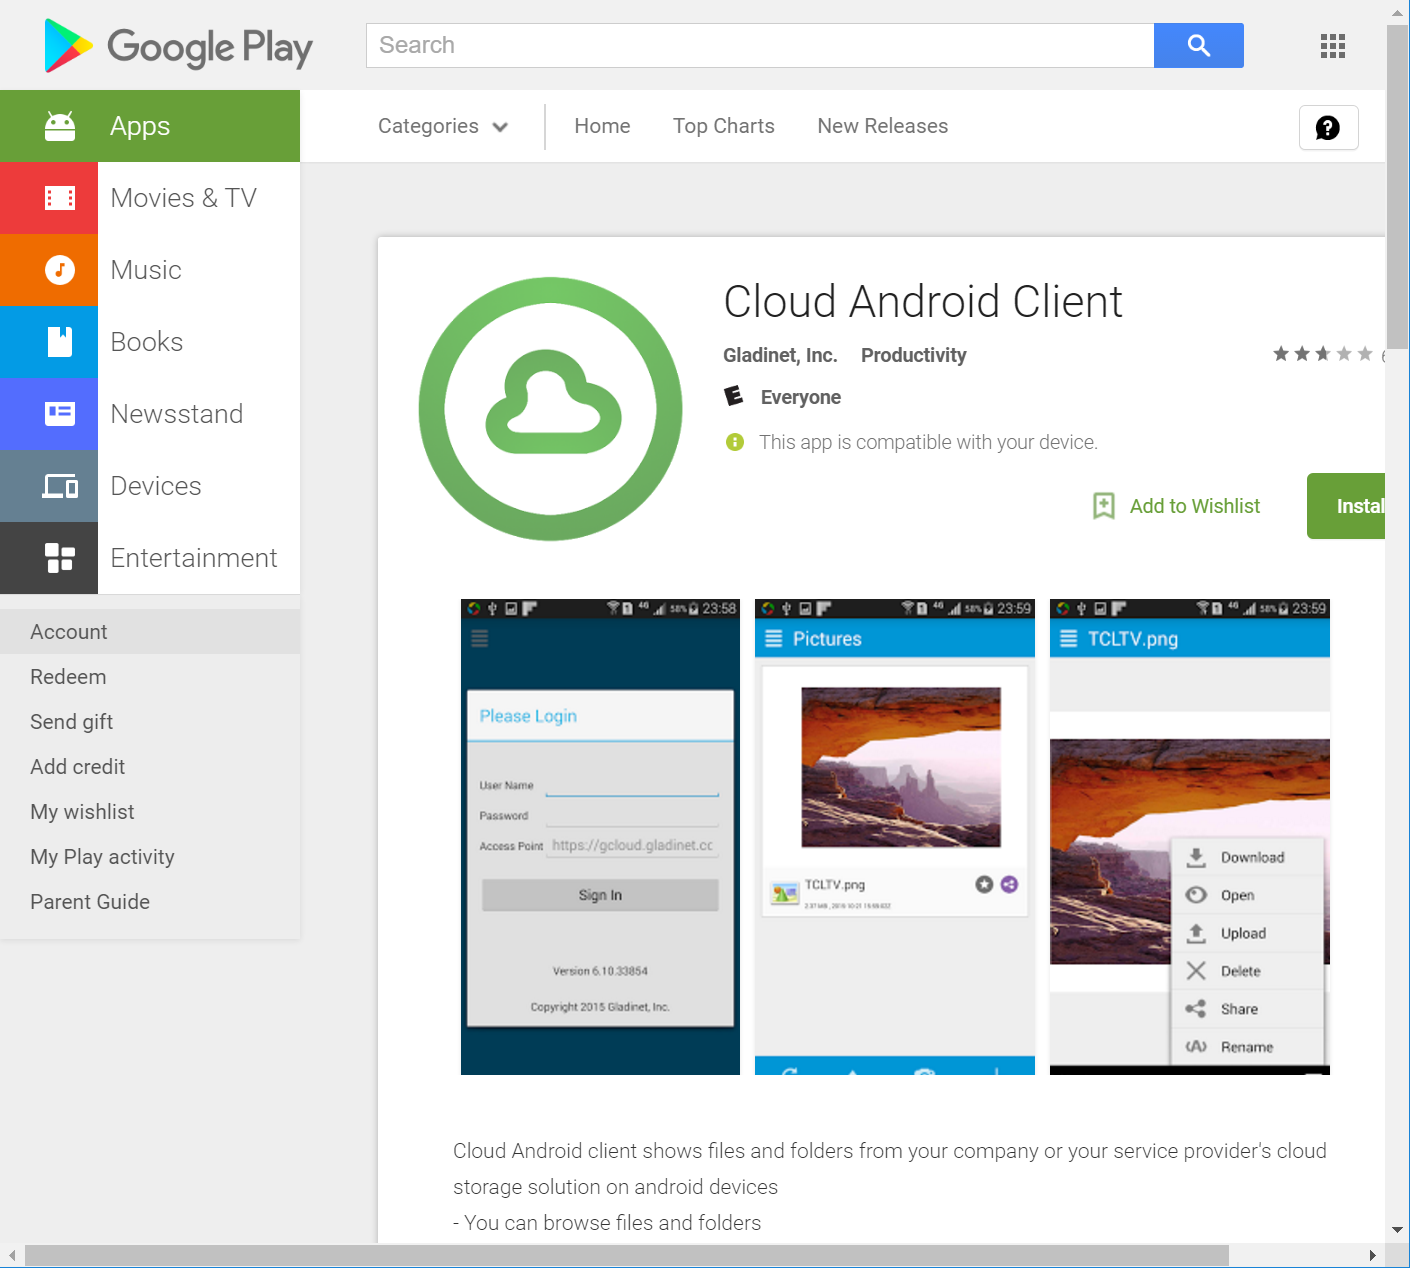 Google Play
Search
Apps
Categories
Home
Top Charts
New Releases
Movies & TV
Music
Books
Newsstand
Devices
Entertainment
Account
Redeem
Send gift
Add credit
My wishlist
My Play activity
Parent Guide
Cloud Android Client
Gladinet, Inc. Productivity
E Everyone
This app is compatible with your device.
Add to Wishlist
Instal
23:58
Please Login
User Name
Password
Access Point https://gcloud.gladinet.cc
Sign In
Version 6.10.33854
Copyright 2015 Gladinet, Inc.
23:59
Pictures
TCLTV.png
23:59
TCLTV.png
Download
Open
Upload
Delete
Share
Rename
Cloud Android client shows files and folders from your company or your service provider's cloud
storage solution on android devices
- You can browse files and folders